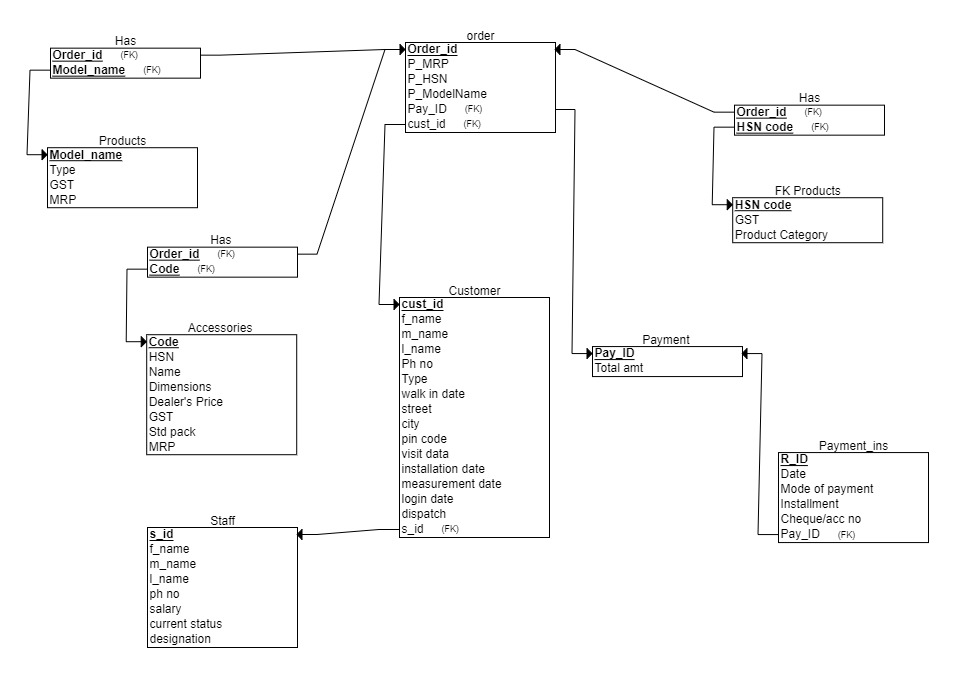 Has
Order_id (FK)
Model_name (FK)
Products
Model_name
Type
GST
MRP
Has
Order_id (FK)
Code (FK)
Accessories
Code
HSN
Name
Dimensions
Dealer's Price
GST
Std pack
MRP
Staff
s_id
f_name
m_name
l_name
ph no
salary
current status
designation
order
Order_id
P_MRP
P_HSN
P_ModelName
Pay_ID (FK)
cust_id (FK)
Customer
cust_id
f_name
m_name
l_name
Ph no
Type
walk in date
street
city
pin code
visit data
installation date
measurement date
login date
dispatch
s_id (FK)
Has
Order_id (FK)
HSN code (FK)
FK Products
HSN code
GST
Product Category
Payment
Pay_ID
Total amt
Payment_ins
R_ID
Date
Mode of payment
Installment
Cheque/acc no
Pay_ID (FK)